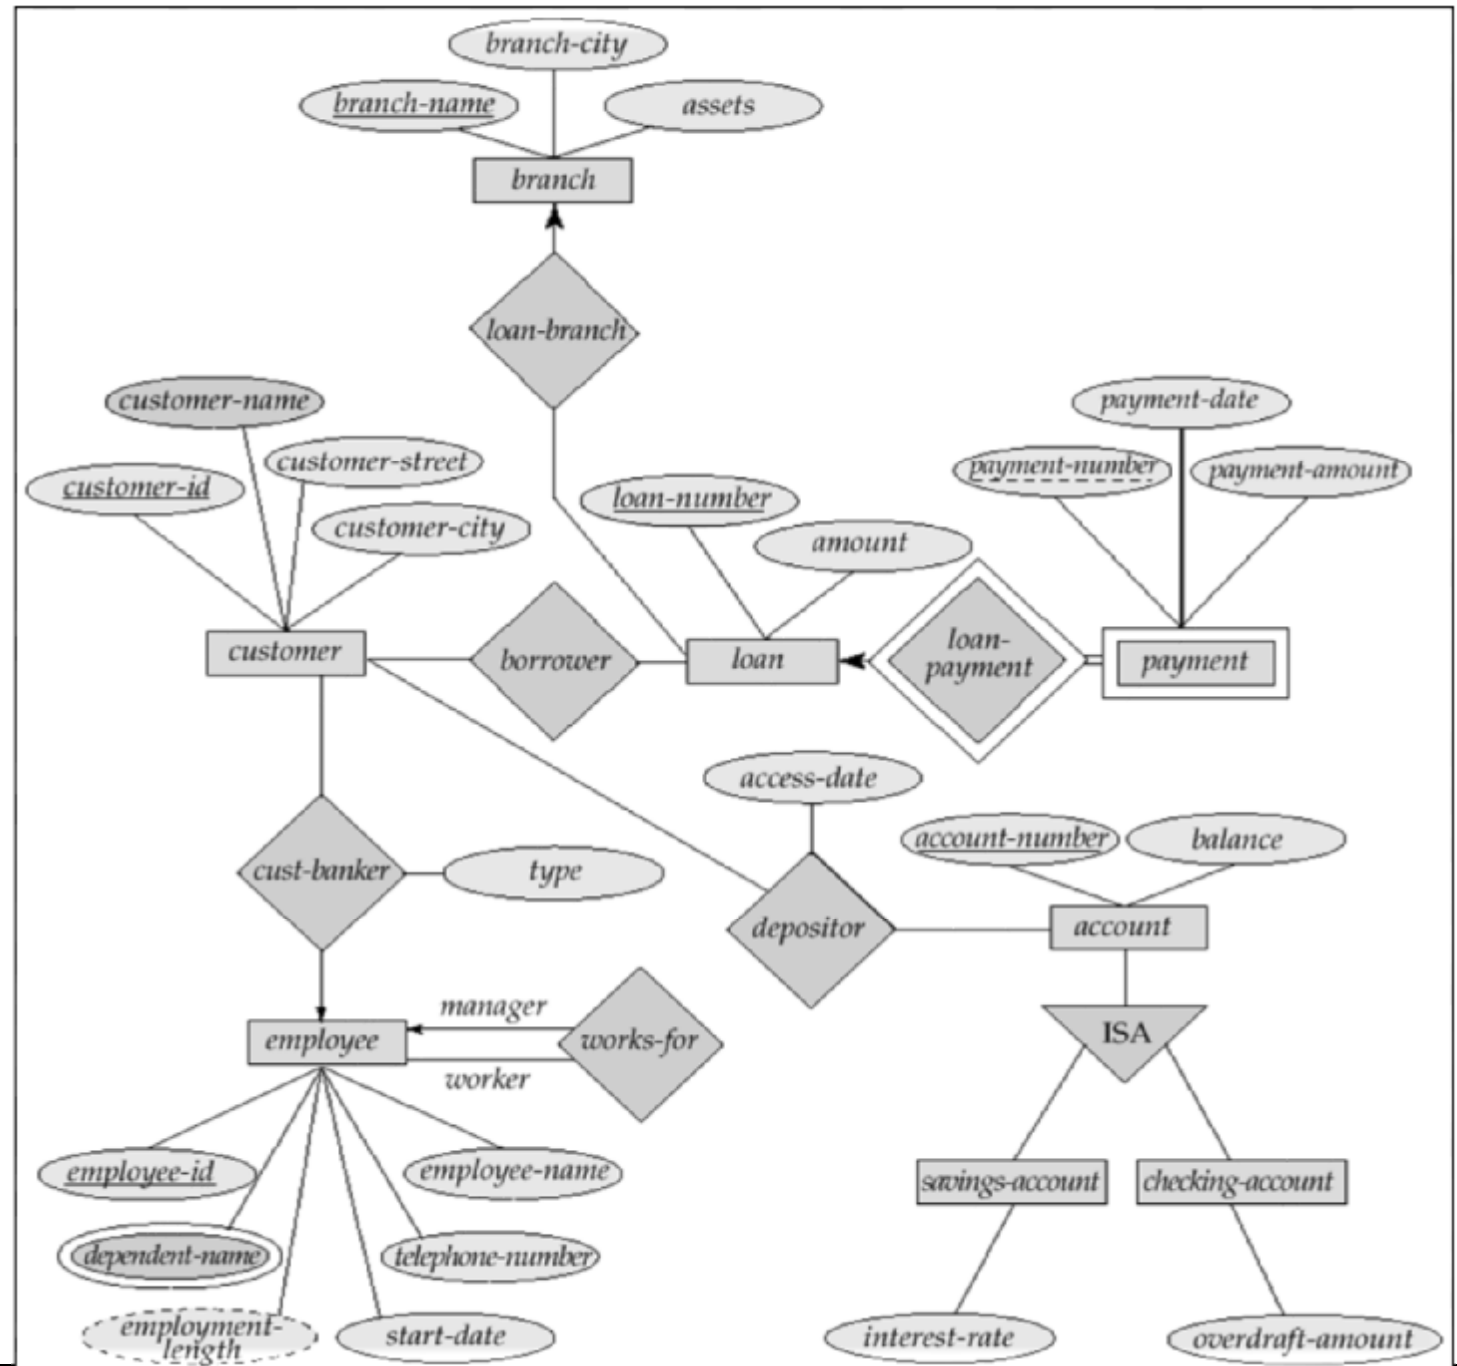 branch-city
branch-name
assets
branch
loan-branch
customer-name
customer-street
customer-id
customer-city
payment-date
payment-number
payment-amount
loan-number
amount
customer
borrower
loan
loan-
payment
payment
access-date
account-number
balance
cust-banker
type
depositor
account
manager
employee
works-for
worker
ISA
employee-id
employee-name
savings-account
checking-account
dependent-name
telephone-number
employment-
length
start-date
interest-rate
overdraft-amount